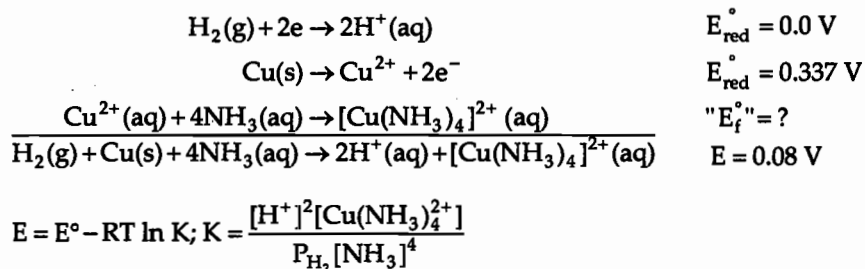 H₂(g) + 2e → 2H⁺(aq) E°red = 0.0 V
Cu(s) → Cu²⁺ + 2e⁻ E°red = 0.337 V
Cu²⁺(aq) + 4NH₃(aq) → [Cu(NH₃)₄]²⁺ (aq) "E°f" = ?
H₂(g) + Cu(s) + 4NH₃(aq) → 2H⁺(aq) + [Cu(NH₃)₄]²⁺(aq) E = 0.08 V
E = E° – RT ln K; K = [H⁺]²[Cu(NH₃)₄²⁺] / P_H₂ [NH₃]⁴